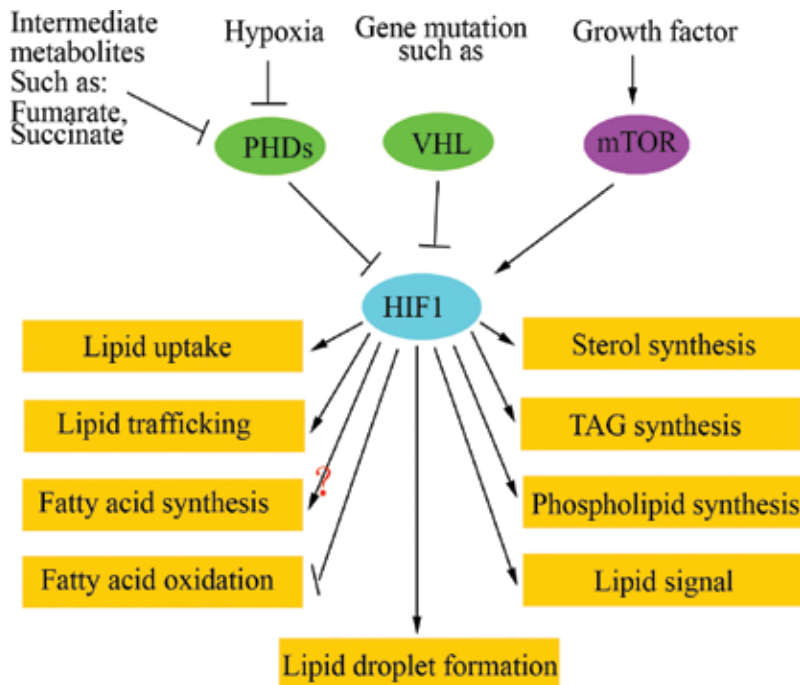 Intermediate
metabolites
Such as:
Fumarate,
Succinate
Hypoxia
Gene mutation
such as
Growth factor
PHDs
VHL
mTOR
HIF1
Lipid uptake
Lipid trafficking
Fatty acid synthesis
?
Fatty acid oxidation
Sterol synthesis
TAG synthesis
Phospholipid synthesis
Lipid signal
Lipid droplet formation